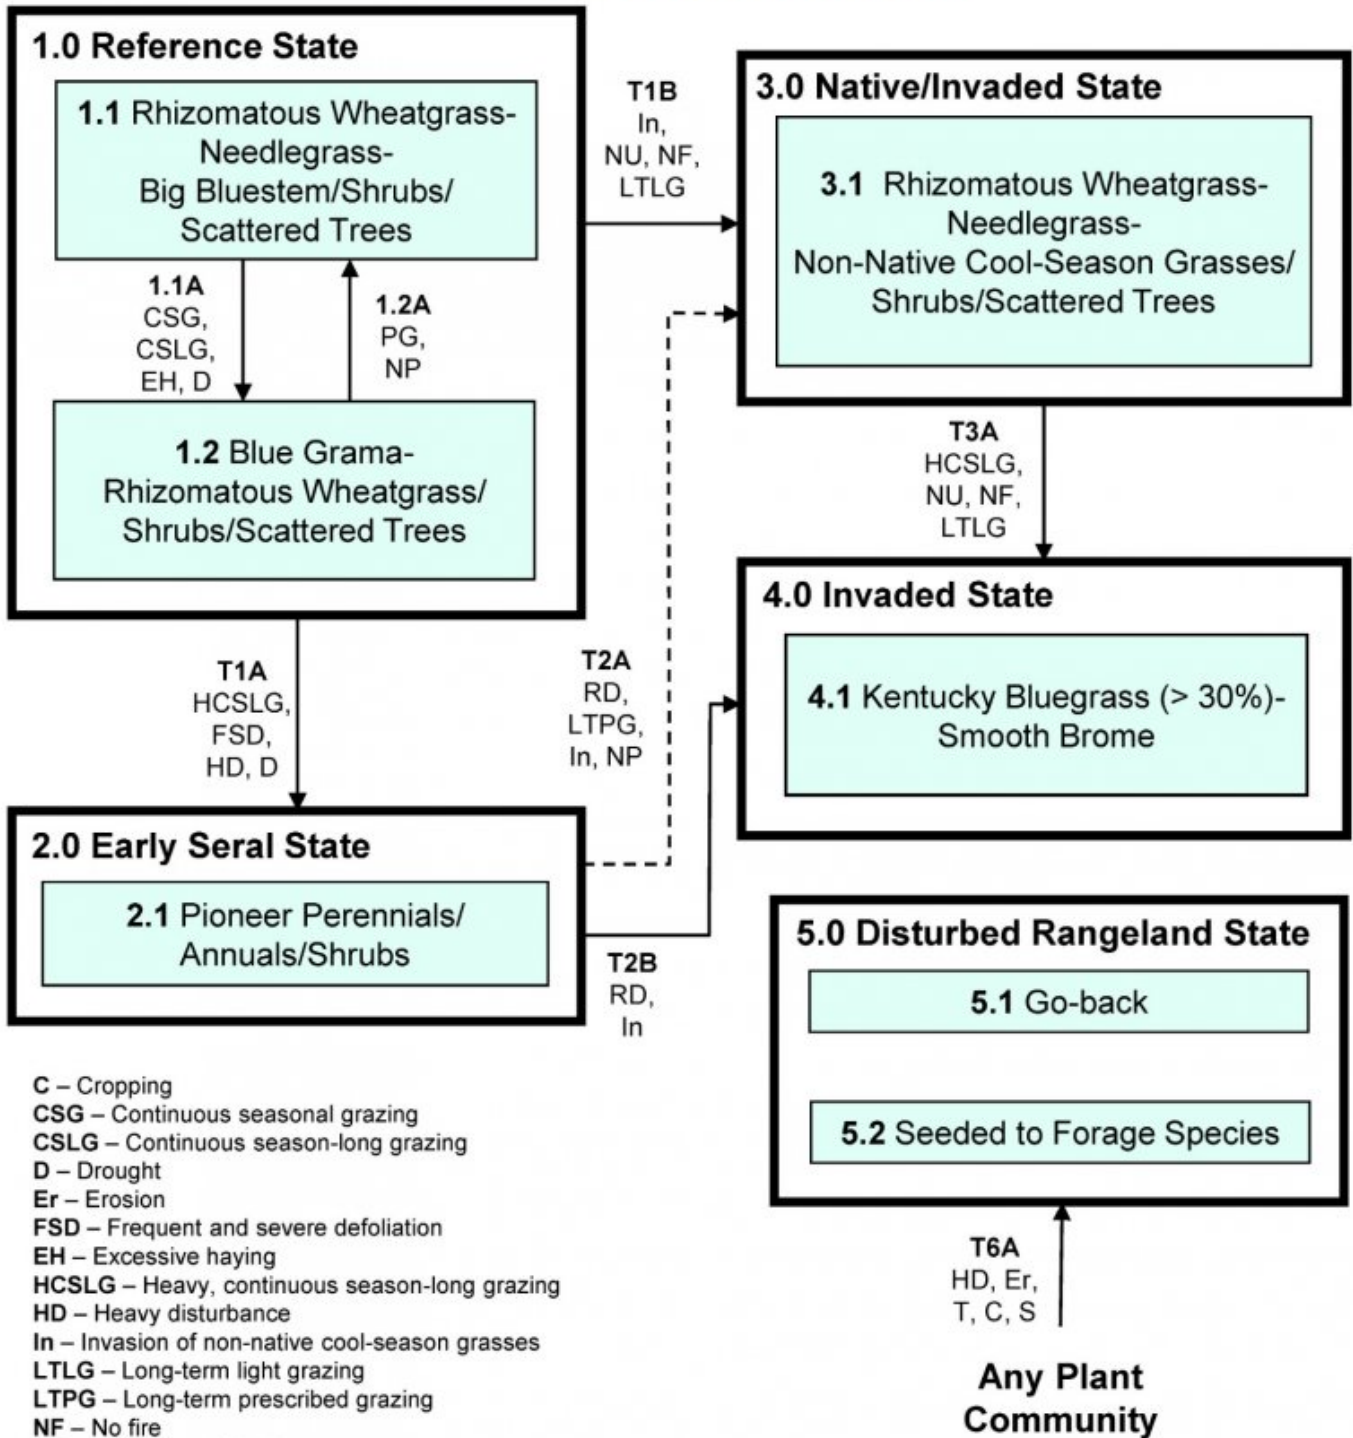 1.0 Reference State
1.1 Rhizomatous Wheatgrass-
Needlegrass-
Big Bluestem/Shrubs/
Scattered Trees
1.1A
CSG,
CSLG,
EH, D
1.2A
PG,
NP
1.2 Blue Grama-
Rhizomatous Wheatgrass/
Shrubs/Scattered Trees
T1B
In,
NU, NF,
LTLG
3.0 Native/Invaded State
3.1 Rhizomatous Wheatgrass-
Needlegrass-
Non-Native Cool-Season Grasses/
Shrubs/Scattered Trees
T3A
HCSLG,
NU, NF,
LTLG
4.0 Invaded State
4.1 Kentucky Bluegrass (> 30%)-
Smooth Brome
T1A
HCSLG,
FSD,
HD, D
T2A
RD,
LTPG,
In, NP
2.0 Early Seral State
2.1 Pioneer Perennials/
Annuals/Shrubs
T2B
RD,
In
5.0 Disturbed Rangeland State
5.1 Go-back
5.2 Seeded to Forage Species
T6A
HD, Er,
T, C, S
Any Plant
Community
C – Cropping
CSG – Continuous seasonal grazing
CSLG – Continuous season-long grazing
D – Drought
Er – Erosion
FSD – Frequent and severe defoliation
EH – Excessive haying
HCSLG – Heavy, continuous season-long grazing
HD – Heavy disturbance
In – Invasion of non-native cool-season grasses
LTLG – Long-term light grazing
LTPG – Long-term prescribed grazing
NF – No fire